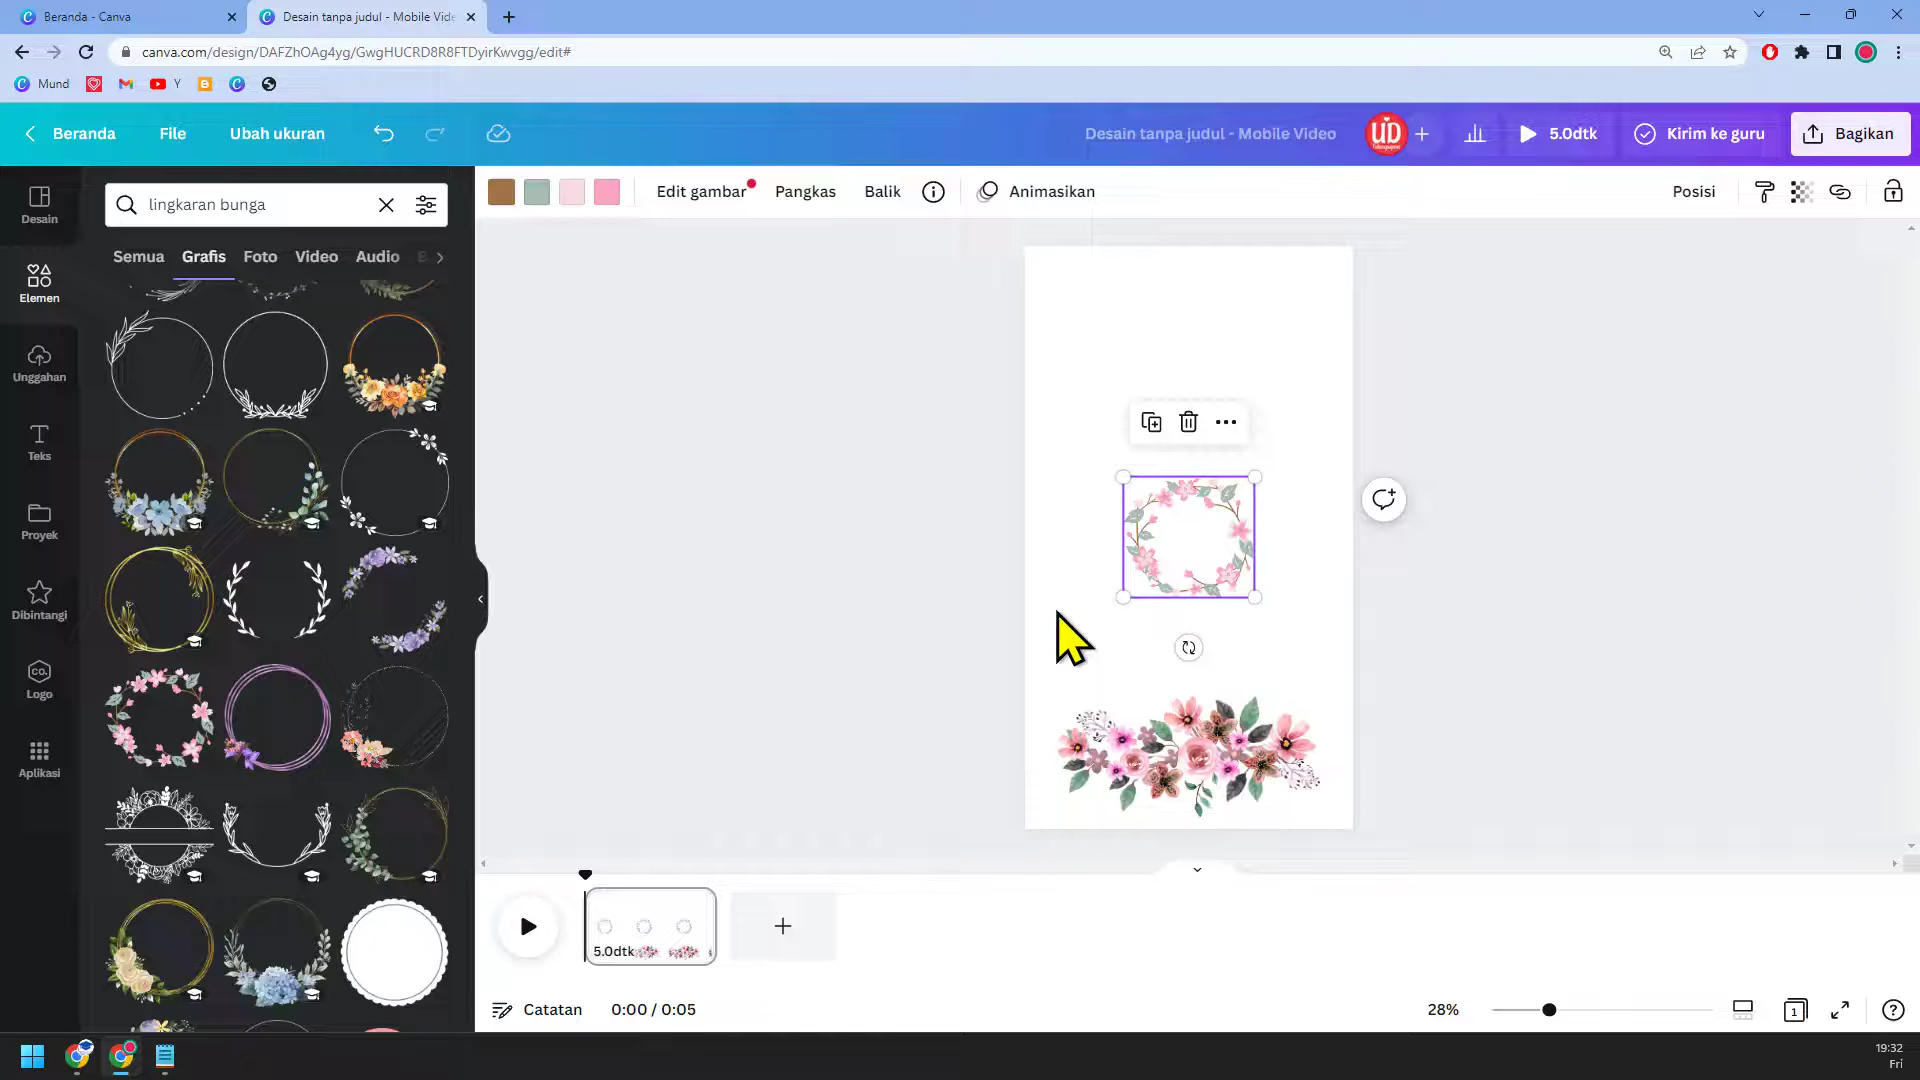 Beranda - Canva
Desain tanpa judul - Mobile Vide
canva.com/design/DAFZhOAg4yg/GwgHUCRD8R8FTDyirKwvgg/edit#
Mund
Y
Beranda
File
Ubah ukuran
Desain tanpa judul - Mobile Video
UD
5.0dtk
Kirim ke guru
Bagikan
Desain
Elemen
Unggahan
Teks
Proyek
Dibintangi
CO.
Logo
Aplikasi
lingkaran bunga
Semua
Grafis
Foto
Video
Audio
Edit gambar
Pangkas
Balik
Animasikan
Posisi
5.0dtk
Catatan
0:00 / 0:05
28%
1
19:32
Fri